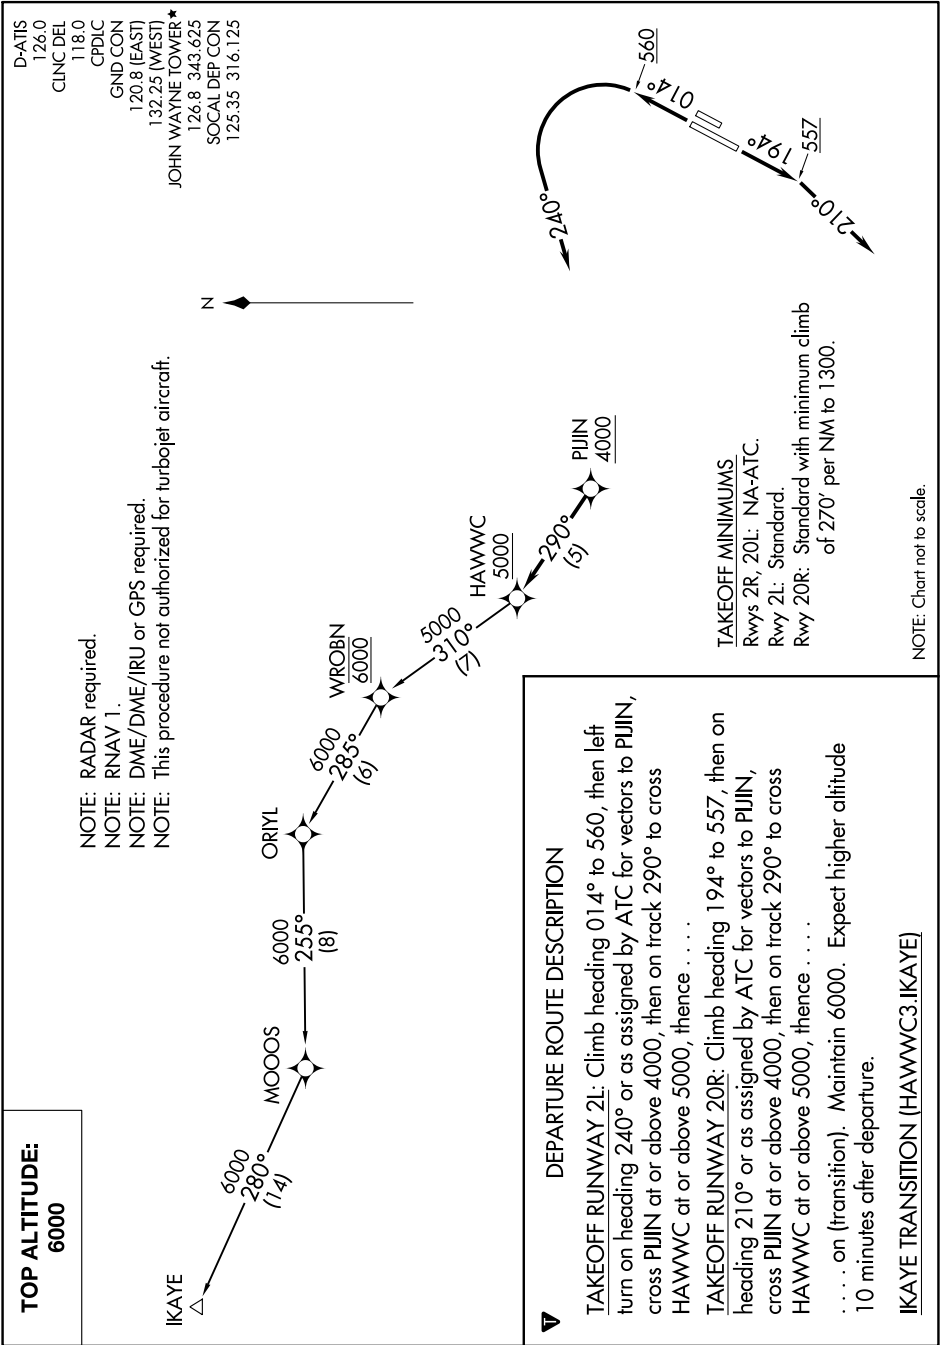 TOP ALTITUDE:
6000
D-ATIS
126.0
CLNC DEL
118.0
CPDLC
GND CON
120.8 (EAST)
132.25 (WEST)
JOHN WAYNE TOWER★
126.8 343.625
SOCAL DEP CON
125.35 316.125
NOTE: RADAR required.
NOTE: RNAV 1.
NOTE: DME/DME/IRU or GPS required.
NOTE: This procedure not authorized for turbojet aircraft.
N
IKAYE
6000
280°
(14)
MOOOS
6000
255°
(8)
ORIYL
6000
285°
(6)
WROBN
6000
5000
310°
(7)
HAWWC
5000
290°
(5)
PIJIN
4000
240°
560
014°
194°
557
210°
TAKEOFF MINIMUMS
Rwys 2R, 20L: NA-ATC.
Rwy 2L: Standard.
Rwy 20R: Standard with minimum climb
of 270' per NM to 1300.
NOTE: Chart not to scale.
T
DEPARTURE ROUTE DESCRIPTION
TAKEOFF RUNWAY 2L: Climb heading 014° to 560, then left
turn on heading 240° or as assigned by ATC for vectors to PIJIN,
cross PIJIN at or above 4000, then on track 290° to cross
HAWWC at or above 5000, thence . . . .
TAKEOFF RUNWAY 20R: Climb heading 194° to 557, then on
heading 210° or as assigned by ATC for vectors to PIJIN,
cross PIJIN at or above 4000, then on track 290° to cross
HAWWC at or above 5000, thence . . . .
. . . . on (transition). Maintain 6000. Expect higher altitude
10 minutes after departure.
IKAYE TRANSITION (HAWWC3.IKAYE)